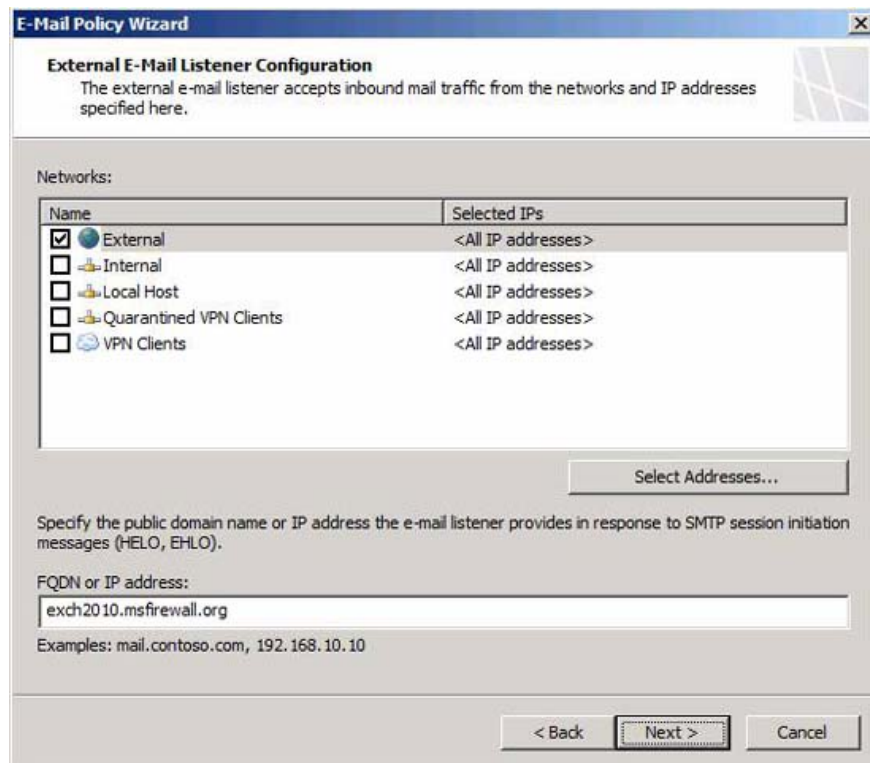 E-Mail Policy Wizard
External E-Mail Listener Configuration
The external e-mail listener accepts inbound mail traffic from the networks and IP addresses
specified here.
Networks:
Name Selected IPs
External <All IP addresses>
Internal <All IP addresses>
Local Host <All IP addresses>
Quarantined VPN Clients <All IP addresses>
VPN Clients <All IP addresses>
Select Addresses...
Specify the public domain name or IP address the e-mail listener provides in response to SMTP session initiation
messages (HELO, EHLO).
FQDN or IP address:
exch2010.msfirewall.org
Examples: mail.contoso.com, 192.168.10.10
< Back Next > Cancel